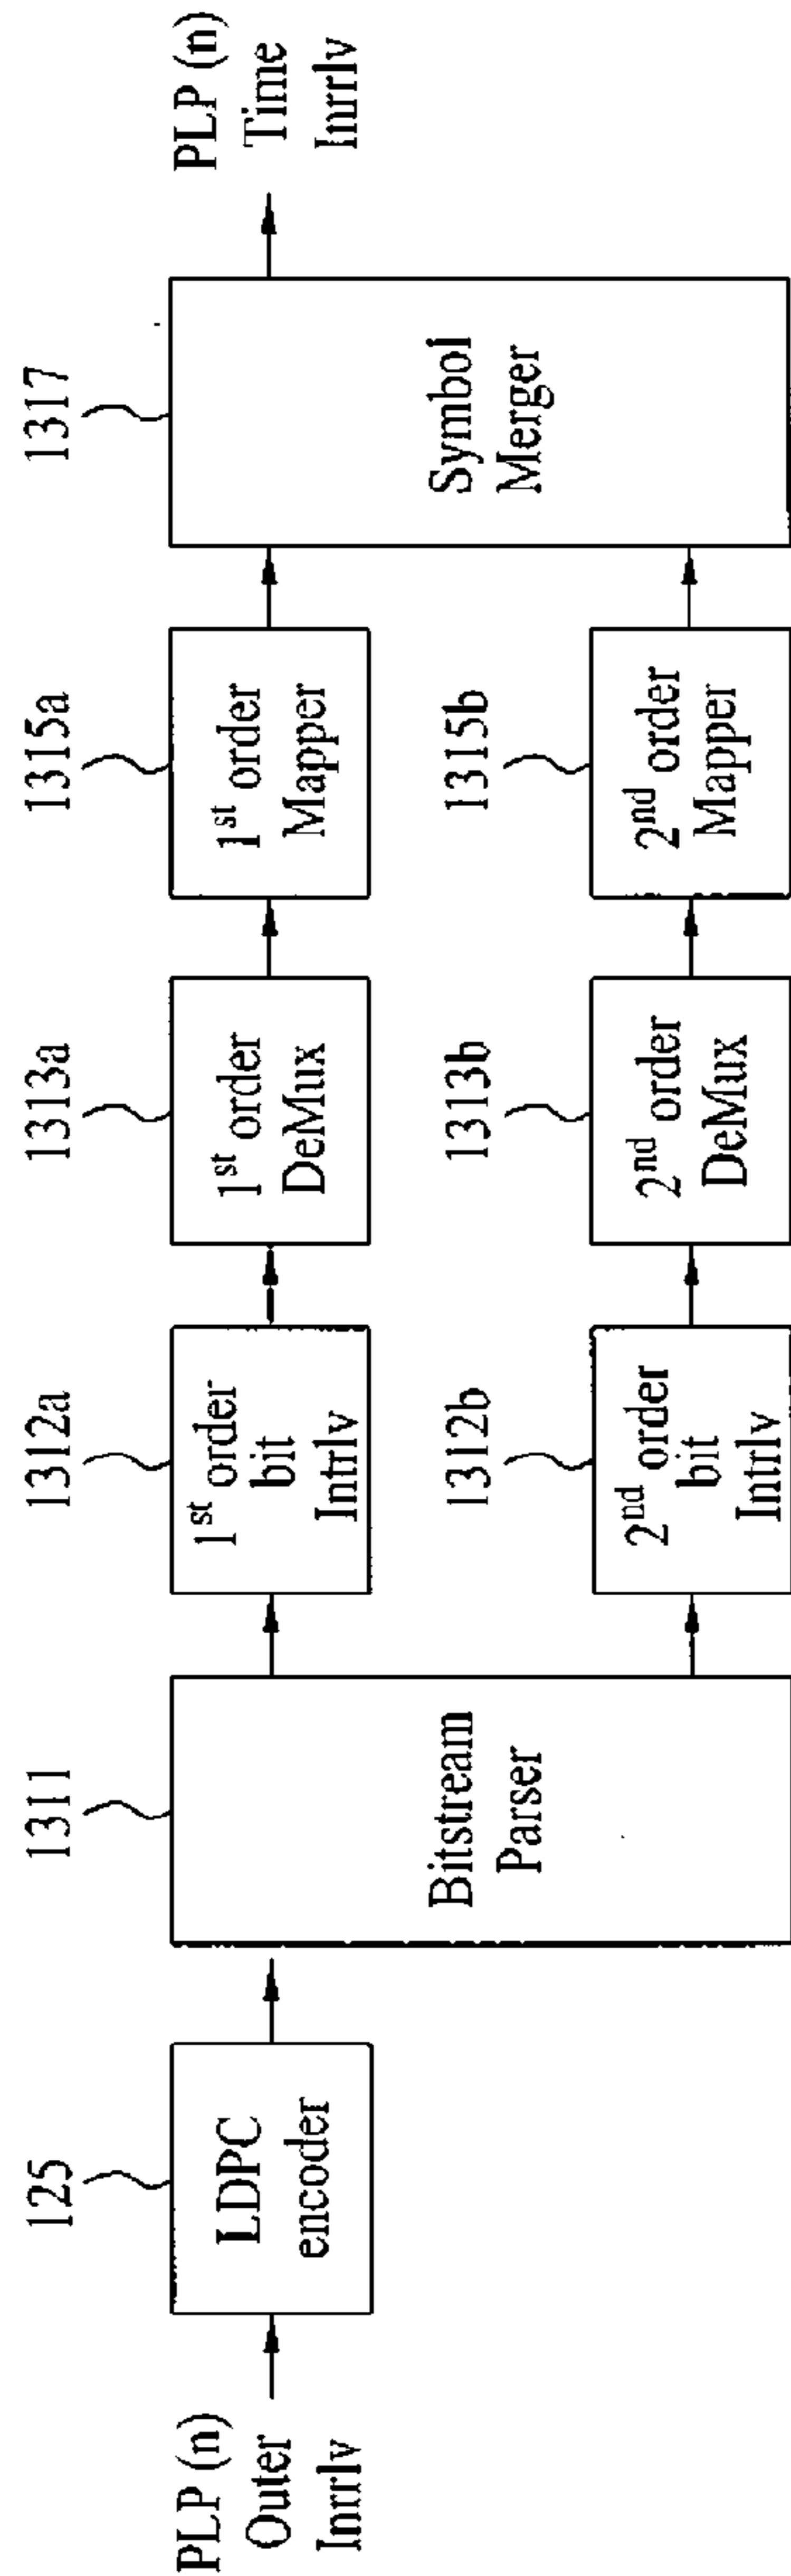 PLP (n)
Outer
Inrrlv
125
LDPC
encoder
1311
Bitstream
Parser
1312a
1st order
bit
Intrlv
1313a
1st order
DeMux
1315a
1st order
Mapper
1312b
2nd order
bit
Intrlv
1313b
2nd order
DeMux
1315b
2nd order
Mapper
1317
Symbol
Merger
PLP (n)
Time
Inrrlv